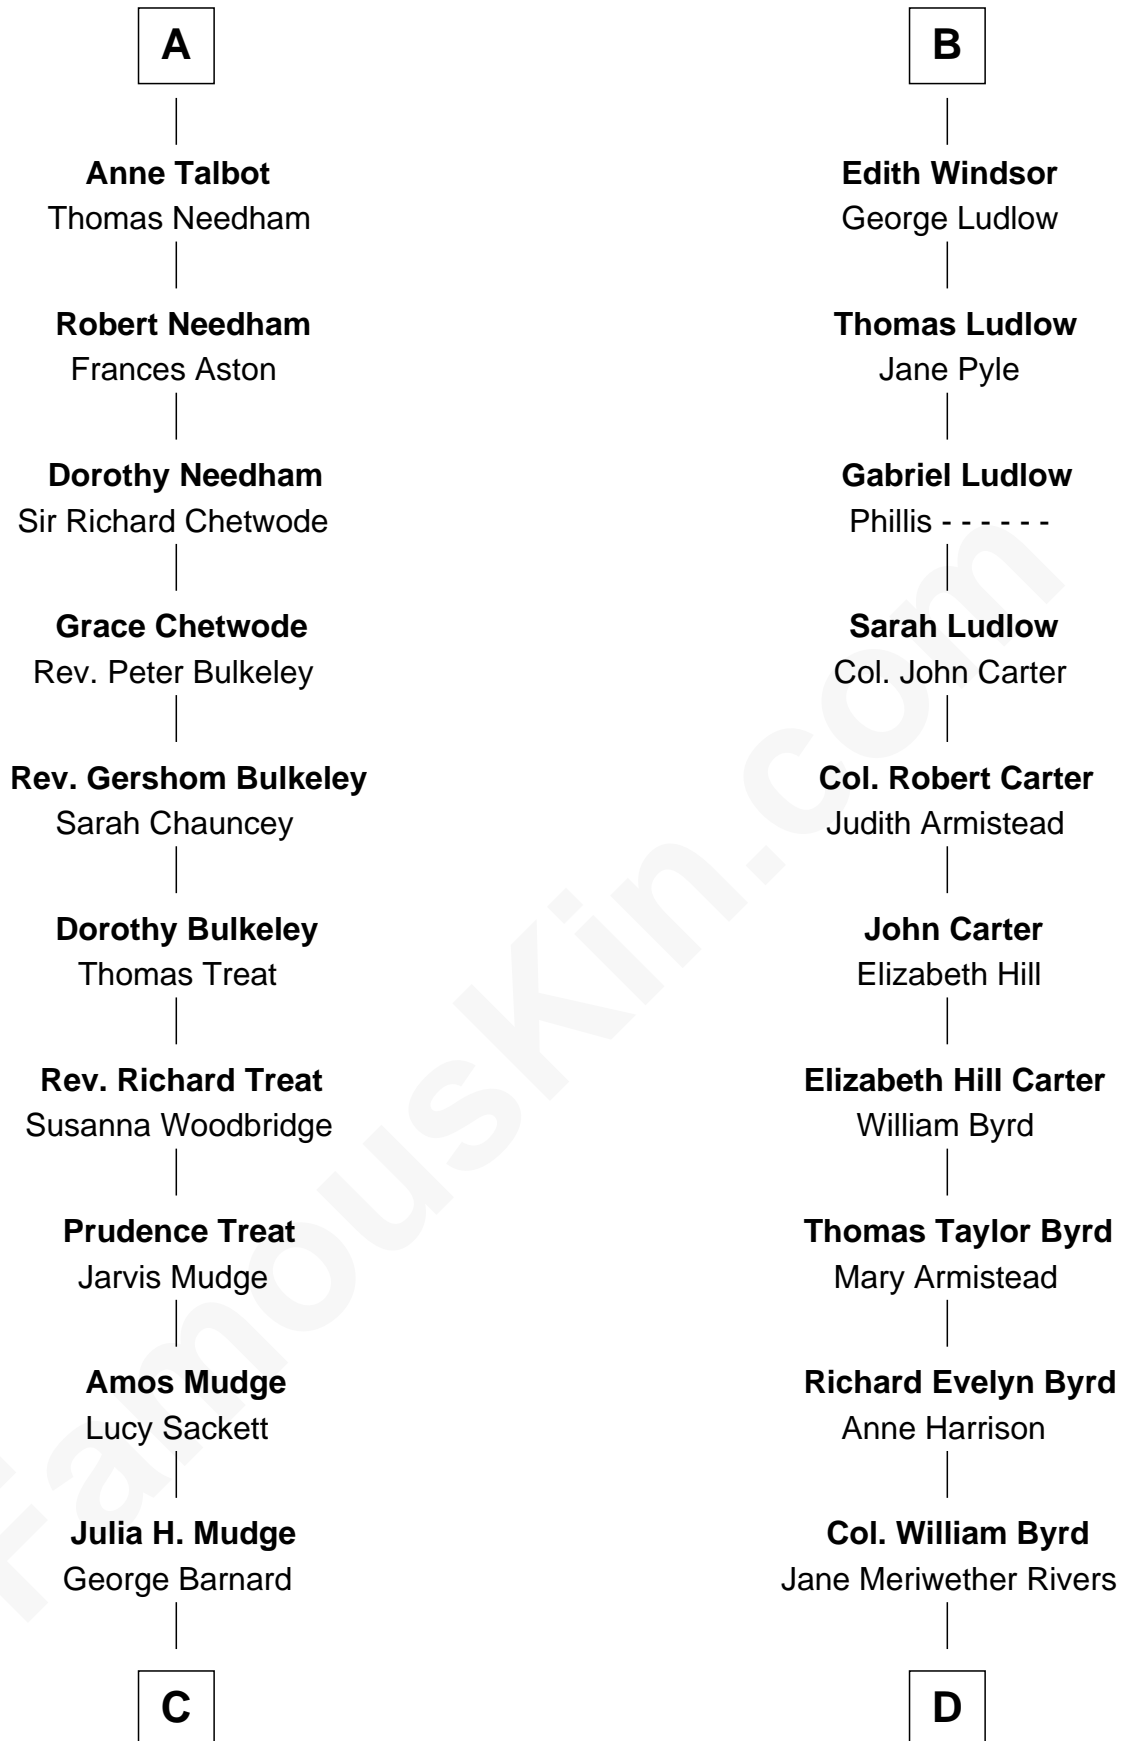 A
Anne Talbot
Thomas Needham
Robert Needham
Frances Aston
Dorothy Needham
Sir Richard Chetwode
Grace Chetwode
Rev. Peter Bulkeley
Rev. Gershom Bulkeley
Sarah Chauncey
Dorothy Bulkeley
Thomas Treat
Rev. Richard Treat
Susanna Woodbridge
Prudence Treat
Jarvis Mudge
Amos Mudge
Lucy Sackett
Julia H. Mudge
George Barnard
C
B
Edith Windsor
George Ludlow
Thomas Ludlow
Jane Pyle
Gabriel Ludlow
Phillis - - - - - -
Sarah Ludlow
Col. John Carter
Col. Robert Carter
Judith Armistead
John Carter
Elizabeth Hill
Elizabeth Hill Carter
William Byrd
Thomas Taylor Byrd
Mary Armistead
Richard Evelyn Byrd
Anne Harrison
Col. William Byrd
Jane Meriwether Rivers
D
FamousKin.com